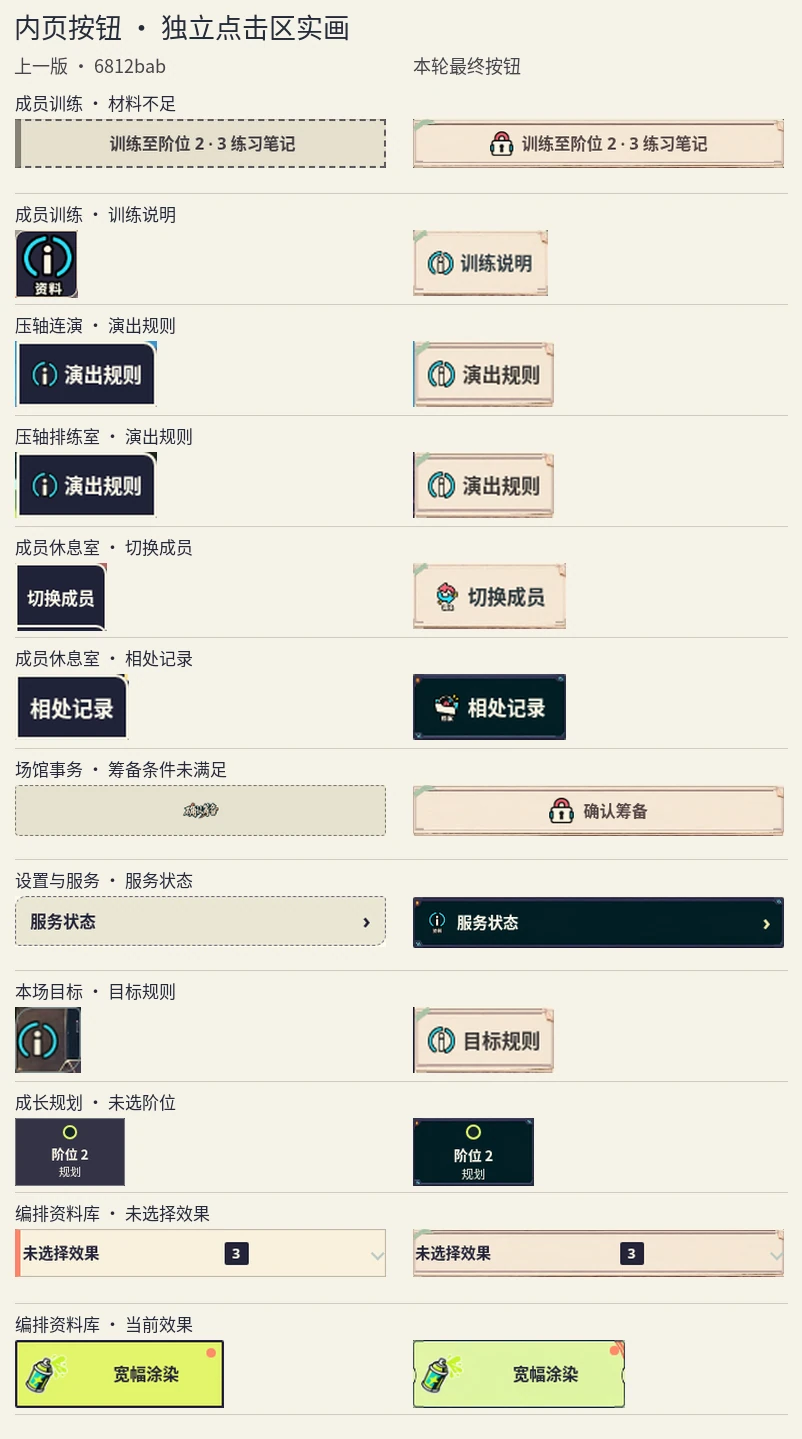 内页按钮 · 独立点击区实画
上一版 · 6812bab
本轮最终按钮
成员训练 · 材料不足
训练至阶位 2 · 3 练习笔记
训练至阶位 2 · 3 练习笔记
成员训练 · 训练说明
资料
训练说明
压轴连演 · 演出规则
演出规则
演出规则
压轴排练室 · 演出规则
演出规则
演出规则
成员休息室 · 切换成员
切换成员
切换成员
成员休息室 · 相处记录
相处记录
相处记录
场馆事务 · 筹备条件未满足
确认筹备
设置与服务 · 服务状态
服务状态 ›
服务状态 ›
本场目标 · 目标规则
目标规则
成长规划 · 未选阶位
阶位 2
规划
阶位 2
规划
编排资料库 · 未选择效果
未选择效果 3
未选择效果 3
编排资料库 · 当前效果
宽幅涂染
宽幅涂染